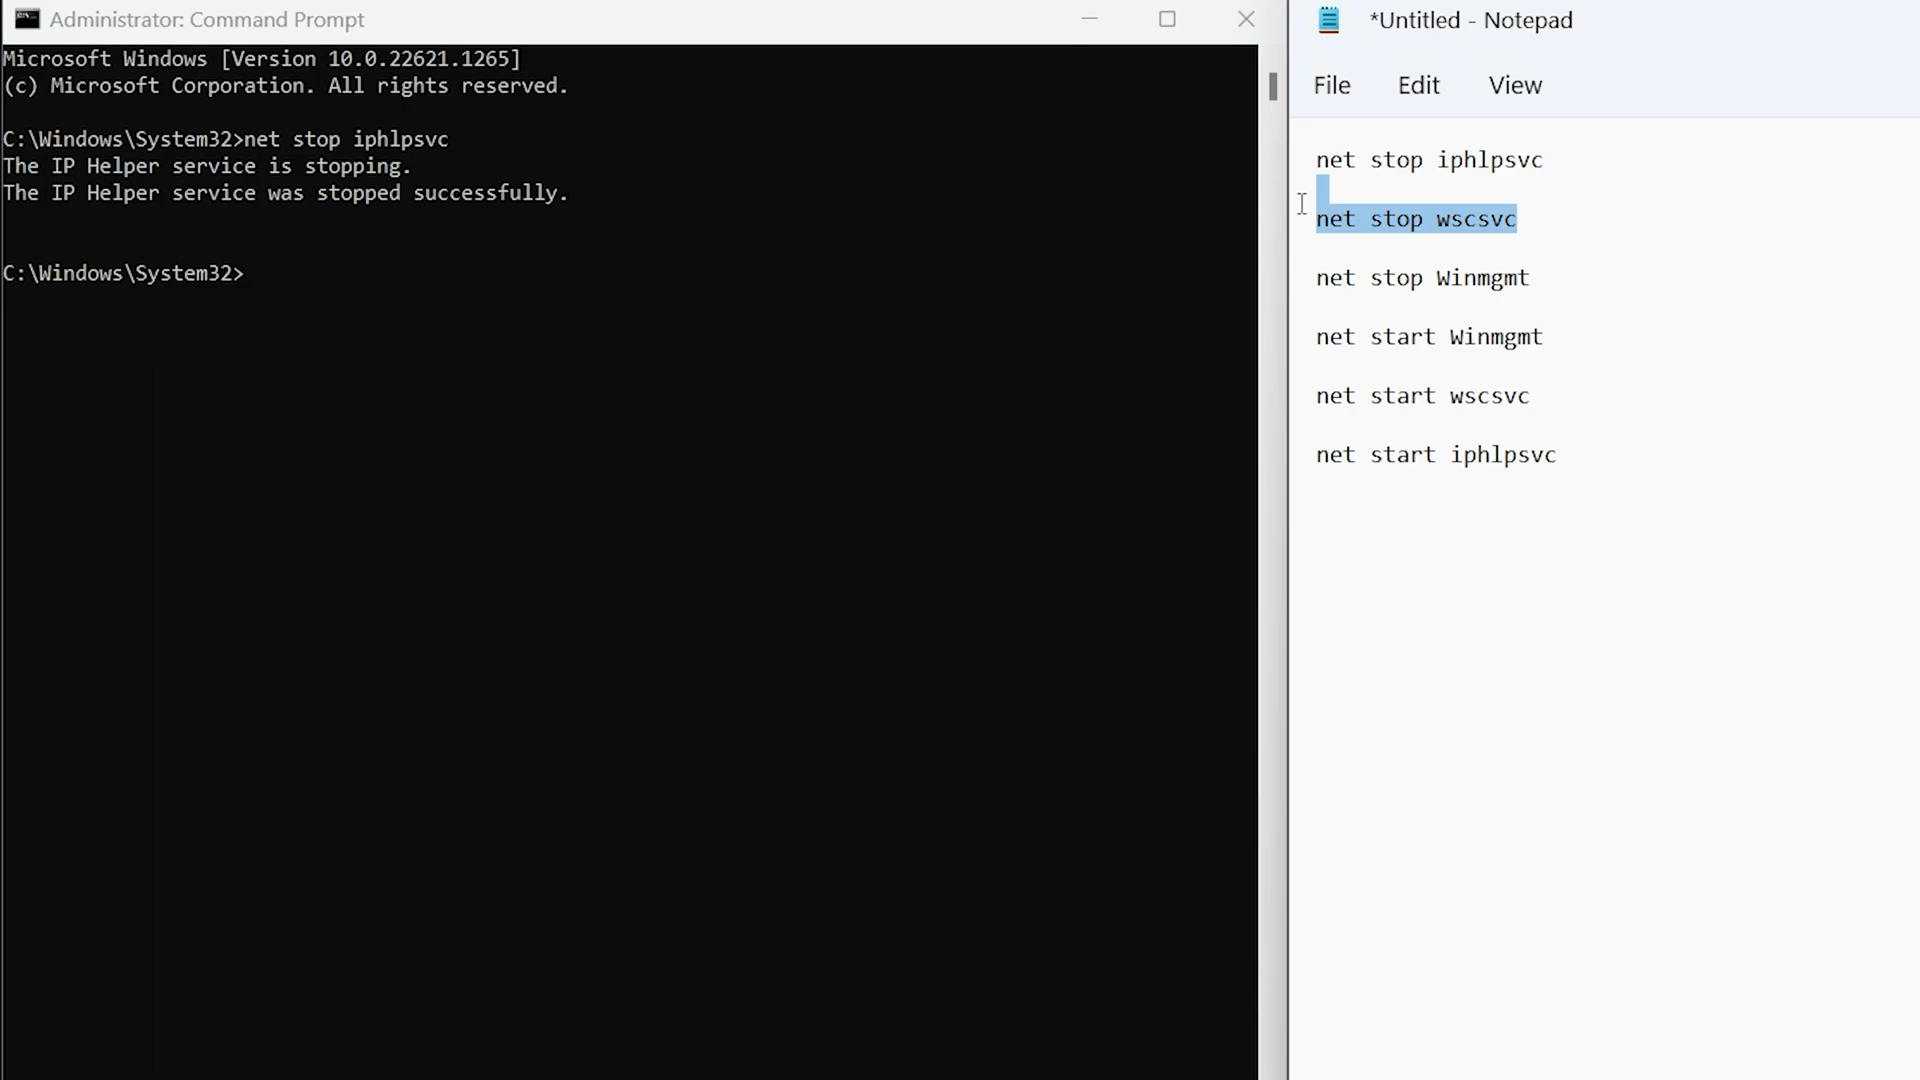 Administrator: Command Prompt
Microsoft Windows [Version 10.0.22621.1265]
(c) Microsoft Corporation. All rights reserved.
C:\Windows\System32>net stop iphlpsvc
The IP Helper service is stopping.
The IP Helper service was stopped successfully.
C:\Windows\System32>
*Untitled - Notepad
File Edit View
net stop iphlpsvc
net stop wscsvc
net stop Winmgmt
net start Winmgmt
net start wscsvc
net start iphlpsvc